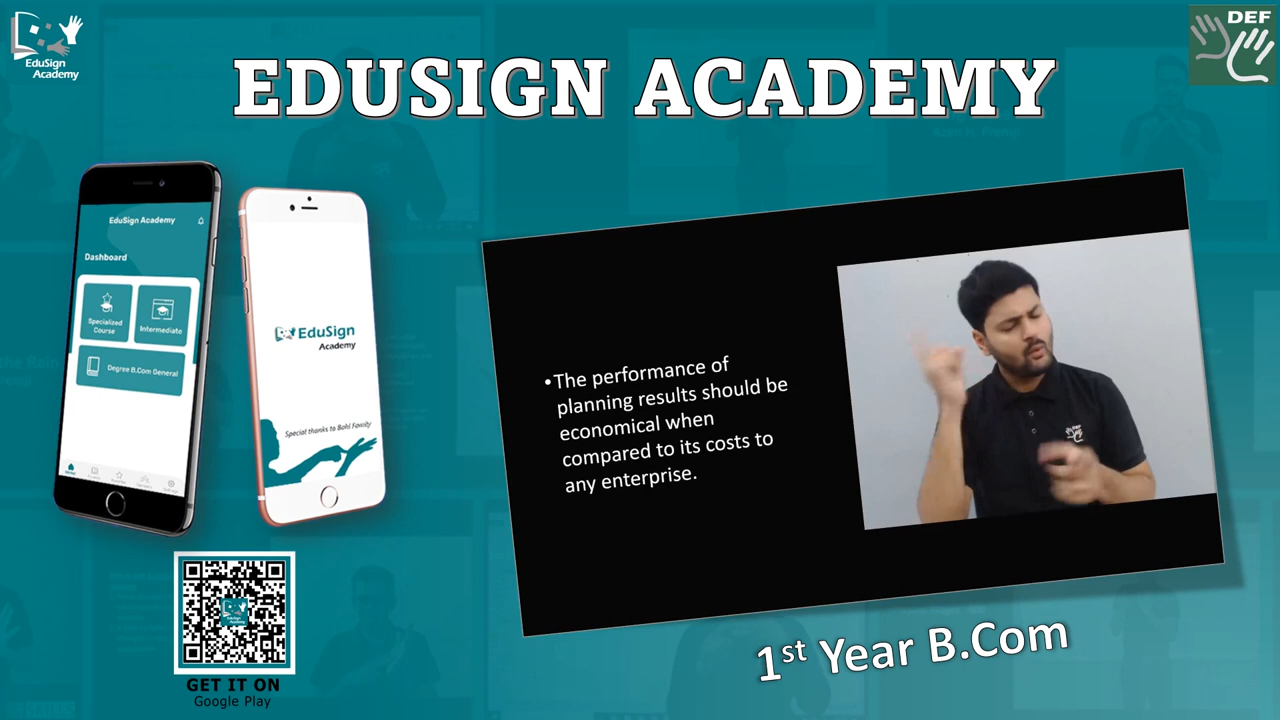 EduSign
Academy
DEF
EDUSIGN ACADEMY
EduSign Academy
Dashboard
Specialized
Course
Intermediate
Degree B.Com General
EduSign
Academy
Special thanks to Bohl Family
•The performance of
planning results should be
economical when
compared to its costs to
any enterprise.
DEF
1st Year B.Com
GET IT ON
Google Play